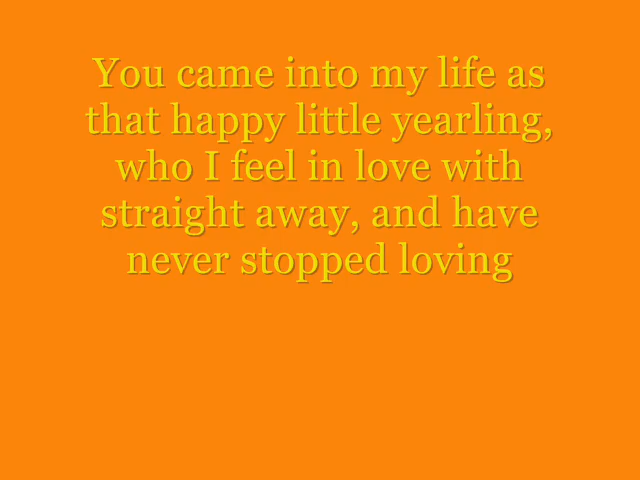 You came into my life as
that happy little yearling,
who I feel in love with
straight away, and have
never stopped loving